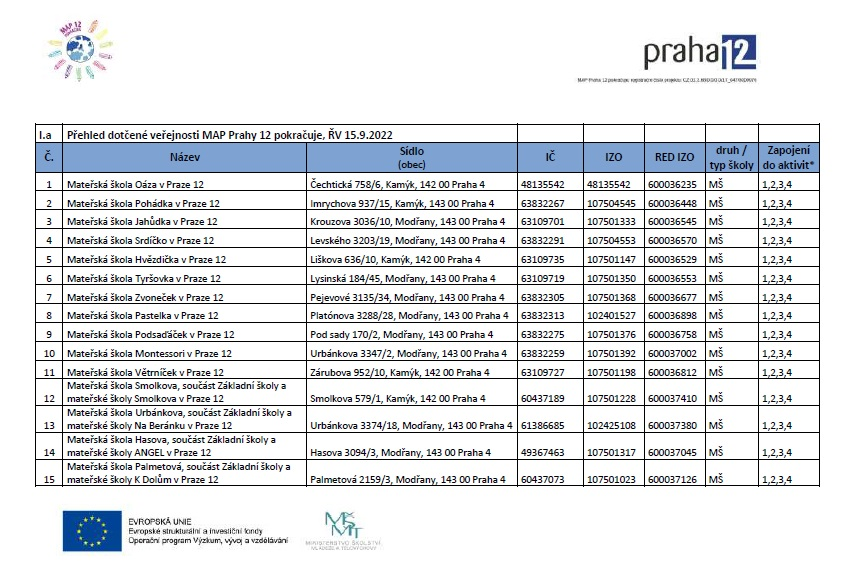 MAP 12
praha12
I.a Přehled dotčené veřejnosti MAP Prahy 12 pokračuje, ŘV 15.9.2022
Č. Název Sídlo (obec) IČ IZO RED IZO druh / typ školy Zapojení do aktivit*
1 Mateřská škola Oáza v Praze 12 Čechtická 758/6, Kamýk, 142 00 Praha 4 48135542 48135542 600036235 MŠ 1,2,3,4
2 Mateřská škola Pohádka v Praze 12 Imrychova 937/15, Kamýk, 143 00 Praha 4 63832267 107504545 600036448 MŠ 1,2,3,4
3 Mateřská škola Jahůdka v Praze 12 Krouzova 3036/10, Modřany, 143 00 Praha 4 63109701 107501333 600036545 MŠ 1,2,3,4
4 Mateřská škola Srdíčko v Praze 12 Levského 3203/19, Modřany, 143 00 Praha 4 63832291 107504553 600036570 MŠ 1,2,3,4
5 Mateřská škola Hvězdička v Praze 12 Liškova 636/10, Kamýk, 142 00 Praha 4 63109735 107501147 600036529 MŠ 1,2,3,4
6 Mateřská škola Tyršovka v Praze 12 Lysinská 184/45, Modřany, 143 00 Praha 4 63109719 107501350 600036553 MŠ 1,2,3,4
7 Mateřská škola Zvoneček v Praze 12 Pejevové 3135/34, Modřany, 143 00 Praha 4 63832305 107501368 600036677 MŠ 1,2,3,4
8 Mateřská škola Pastelka v Praze 12 Platónova 3288/28, Modřany, 143 00 Praha 4 63832313 102401527 600036898 MŠ 1,2,3,4
9 Mateřská škola Podsaďáček v Praze 12 Pod sady 170/2, Modřany, 143 00 Praha 4 63832275 107501376 600036758 MŠ 1,2,3,4
10 Mateřská škola Montessori v Praze 12 Urbánkova 3347/2, Modřany, 143 00 Praha 4 63832259 107501392 600037002 MŠ 1,2,3,4
11 Mateřská škola Větrníček v Praze 12 Zárubova 952/10, Kamýk, 142 00 Praha 4 63109727 107501198 600036812 MŠ 1,2,3,4
Mateřská škola Smolkova, součást Základní školy a
12 mateřské školy Smolkova v Praze 12 Smolkova 579/1, Kamýk, 142 00 Praha 4 60437189 107501228 600037410 MŠ 1,2,3,4
Mateřská škola Urbánkova, součást Základní školy a
13 mateřské školy Na Beránku v Praze 12 Urbánkova 3374/18, Modřany, 143 00 Praha 4 61386685 102425108 600037380 MŠ 1,2,3,4
Mateřská škola Hasova, součást Základní školy a
14 mateřské školy ANGEL v Praze 12 Hasova 3094/3, Modřany, 143 00 Praha 4 49367463 107501317 600037045 MŠ 1,2,3,4
Mateřská škola Palmetová, součást Základní školy a
15 mateřské školy K Dolům v Praze 12 Palmetová 2159/3, Modřany, 143 00 Praha 4 60437073 107501023 600037126 MŠ 1,2,3,4
EVROPSKÁ UNIE
Evropské strukturální a investiční fondy
Operační program Výzkum, vývoj a vzdělávání
MŠMT
MINISTERSTVO ŠKOLSTVÍ
MLÁDEŽE A TĚLOVÝCHOVY